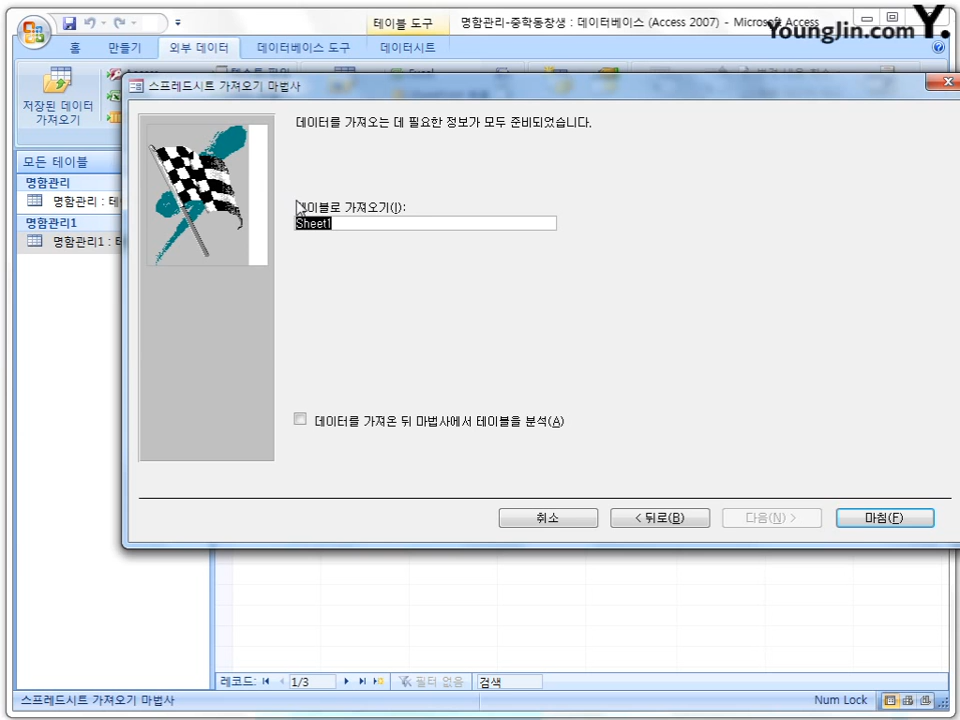 테이블 도구
명함관리-중학동창생 : 데이터베이스 (Access 2007) - Microsoft Access
YoungJin.com Y.
홈
만들기
외부 데이터
데이터베이스 도구
데이터시트
저장된 데이터
가져오기
스프레드시트 가져오기 마법사
데이터를 가져오는 데 필요한 정보가 모두 준비되었습니다.
모든 테이블
명함관리
명함관리 : 테
명함관리1
명함관리1 : 테
테이블로 가져오기(I):
Sheet1
데이터를 가져온 뒤 마법사에서 테이블을 분석(A)
취소
< 뒤로(B)
다음(N) >
마침(F)
레코드: 1/3
필터 없음
검색
스프레드시트 가져오기 마법사
Num Lock